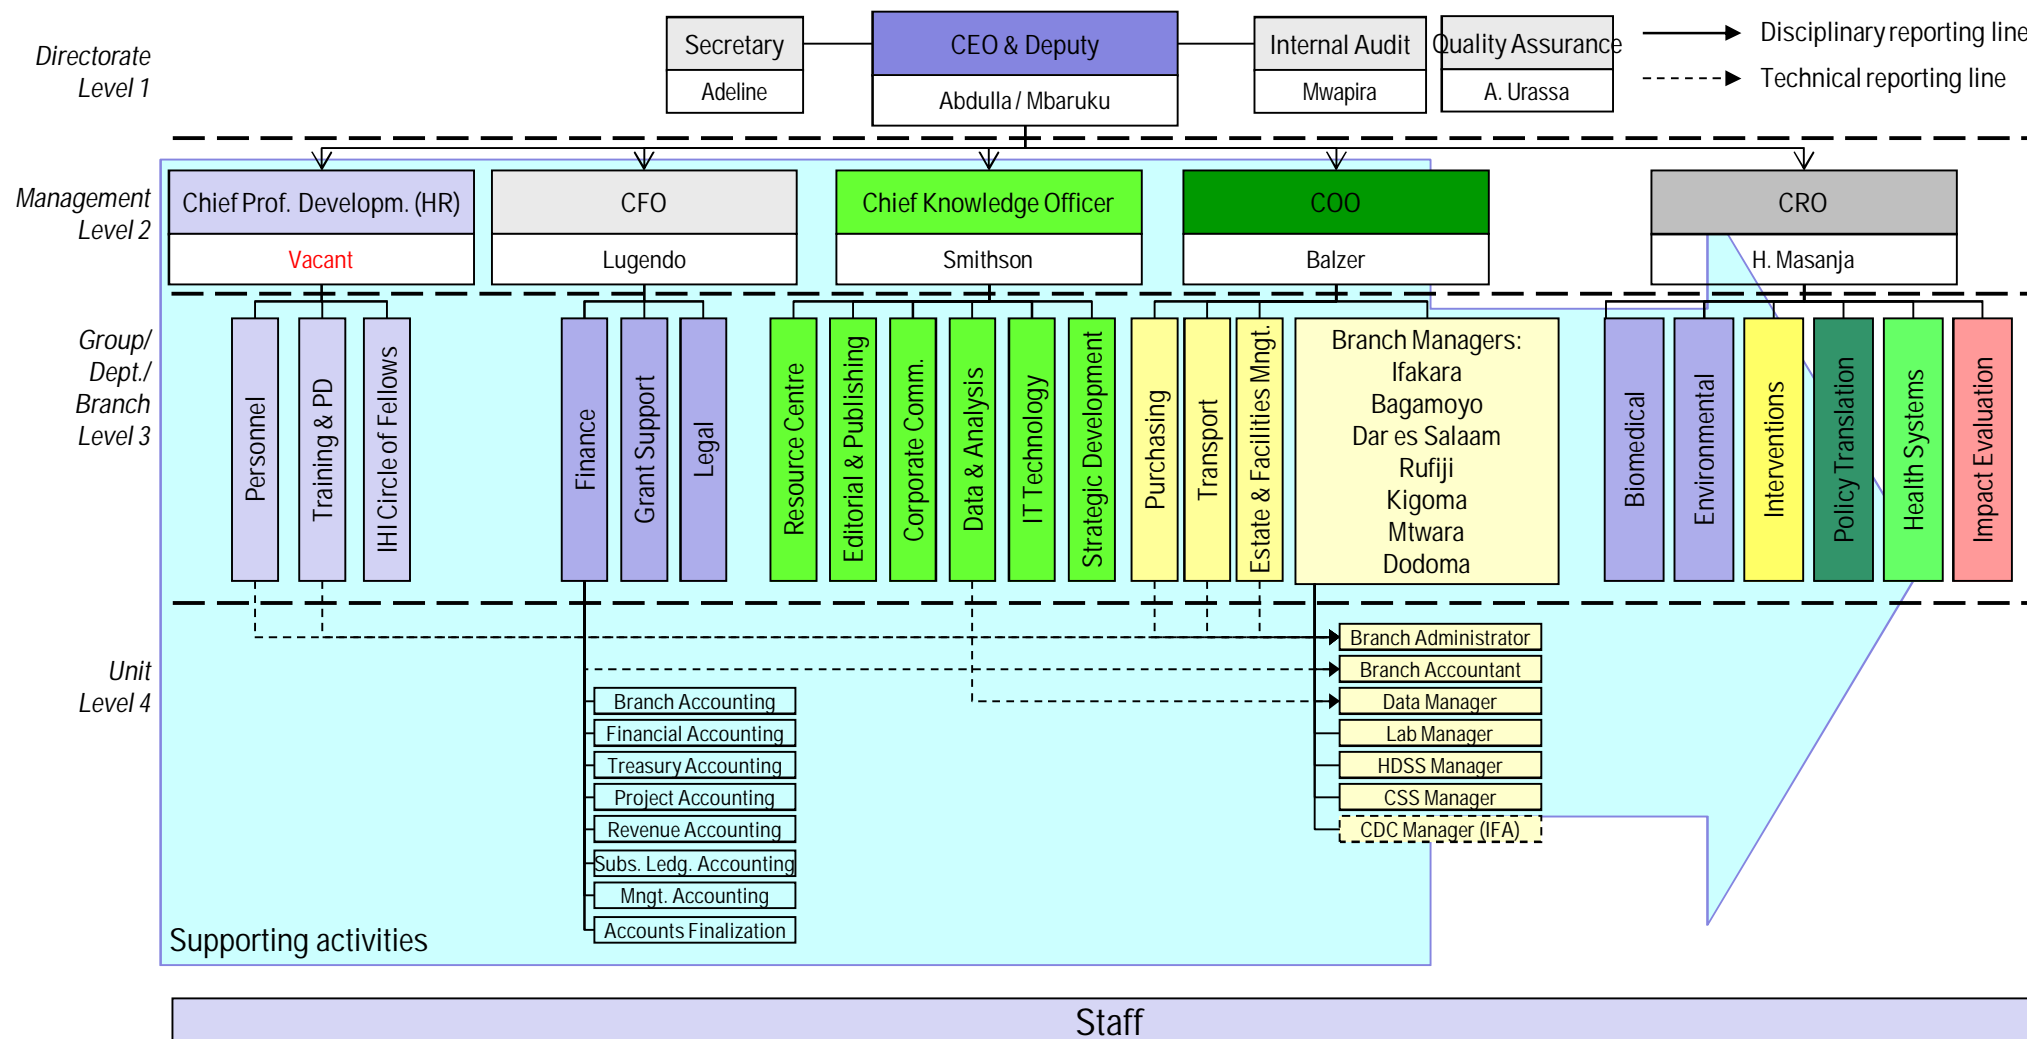 Directorate
Level 1
Secretary
Adeline
CEO & Deputy
Abdulla / Mbaruku
Internal Audit
Mwapira
Quality Assurance
A. Urassa
Disciplinary reporting line
Technical reporting line
Management
Level 2
Chief Prof. Developm. (HR)
Vacant
CFO
Lugendo
Chief Knowledge Officer
Smithson
COO
Balzer
CRO
H. Masanja
Group/
Dept./
Branch
Level 3
Personnel
Training & PD
IHI Circle of Fellows
Finance
Grant Support
Legal
Resource Centre
Editorial & Publishing
Corporate Comm.
Data & Analysis
IT Technology
Strategic Development
Purchasing
Transport
Estate & Facilities Mngt.
Branch Managers:
Ifakara
Bagamoyo
Dar es Salaam
Rufiji
Kigoma
Mtwara
Dodoma
Biomedical
Environmental
Interventions
Policy Translation
Health Systems
Impact Evaluation
Unit
Level 4
Branch Administrator
Branch Accountant
Data Manager
Lab Manager
HDSS Manager
CSS Manager
CDC Manager (IFA)
Branch Accounting
Financial Accounting
Treasury Accounting
Project Accounting
Revenue Accounting
Subs. Ledg. Accounting
Mngt. Accounting
Accounts Finalization
Supporting activities
Staff